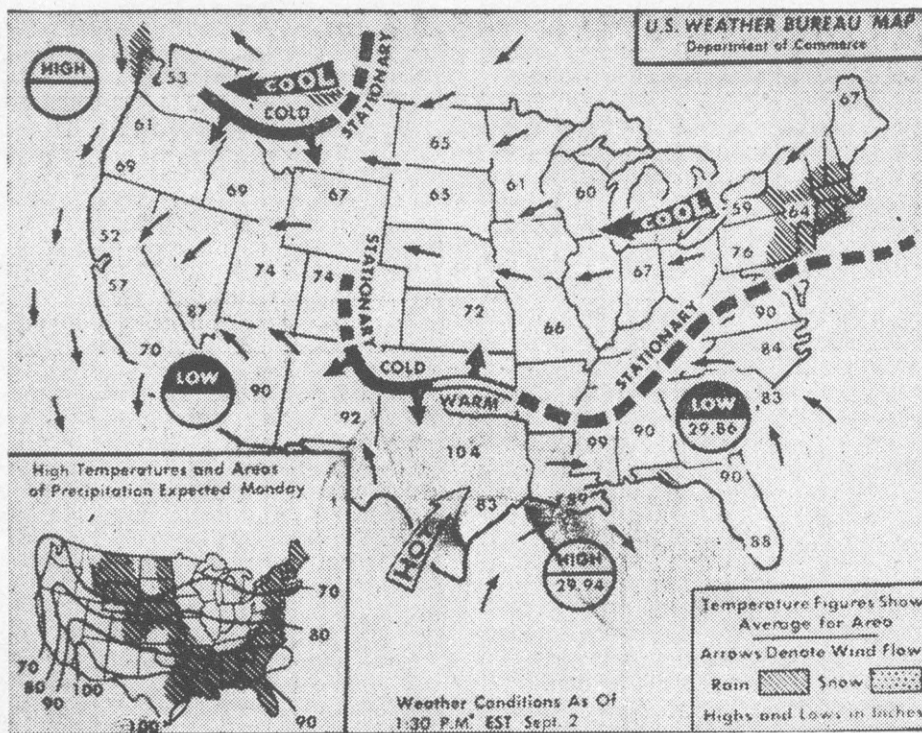 U.S. WEATHER BUREAU MAP
Department of Commerce
HIGH
53
COOL
COLD
STATIONARY
67
61
65
69
69
67
65
61
60
COOL
59
64
52
57
74
74
STATIONARY
67
76
87
72
66
STATIONARY
90
84
70
LOW
90
COLD
WARM
LOW
29.86
83
92
104
99
90
90
HOT
83
89
88
HIGH
29.94
High Temperatures and Areas
of Precipitation Expected Monday
70
80
70
80
90
100
100
90
Weather Conditions As Of
1:30 P.M. EST Sept. 2
Temperature Figures Show
Average for Area
Arrows Denote Wind Flow
Rain Snow
Highs and Lows in Inches